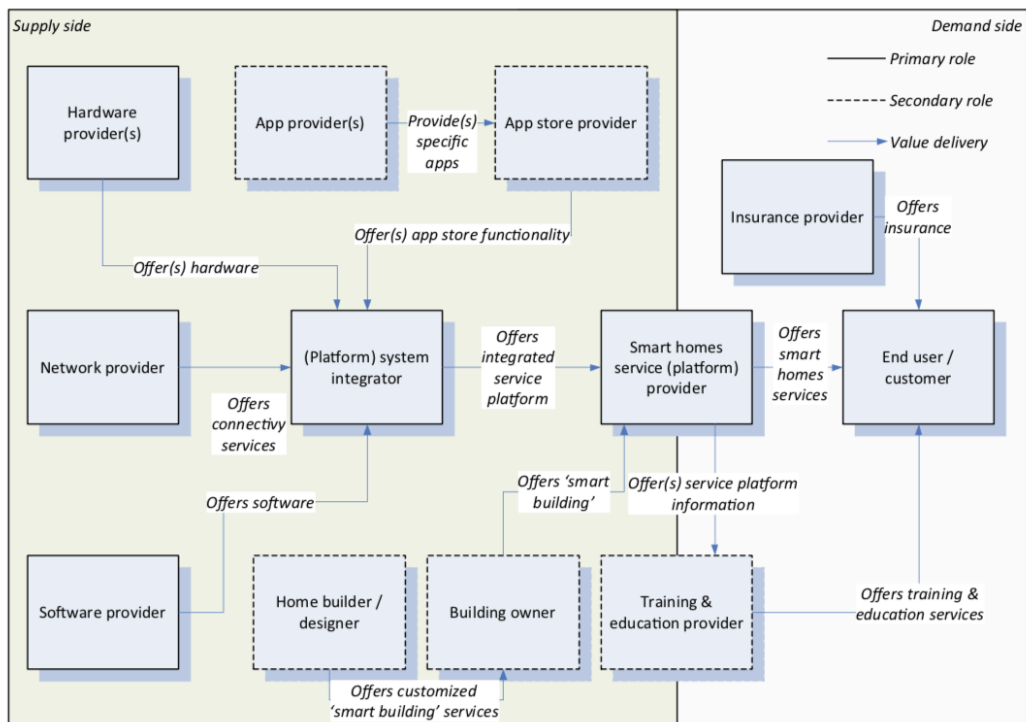 Supply side
Demand side
Primary role
Secondary role
Value delivery
Hardware
provider(s)
App provider(s)
Provide(s)
specific
apps
App store provider
Insurance provider
Offers
insurance
Offer(s) app store functionality
Offer(s) hardware
Network provider
Offers
connectivy
services
(Platform) system
integrator
Offers
integrated
service
platform
Smart homes
service (platform)
provider
Offers
smart
homes
services
End user /
customer
Offers software
Offers ‘smart
building’
Offer(s) service platform
information
Software provider
Home builder /
designer
Building owner
Training &
education provider
Offers training &
education services
Offers customized
‘smart building’ services